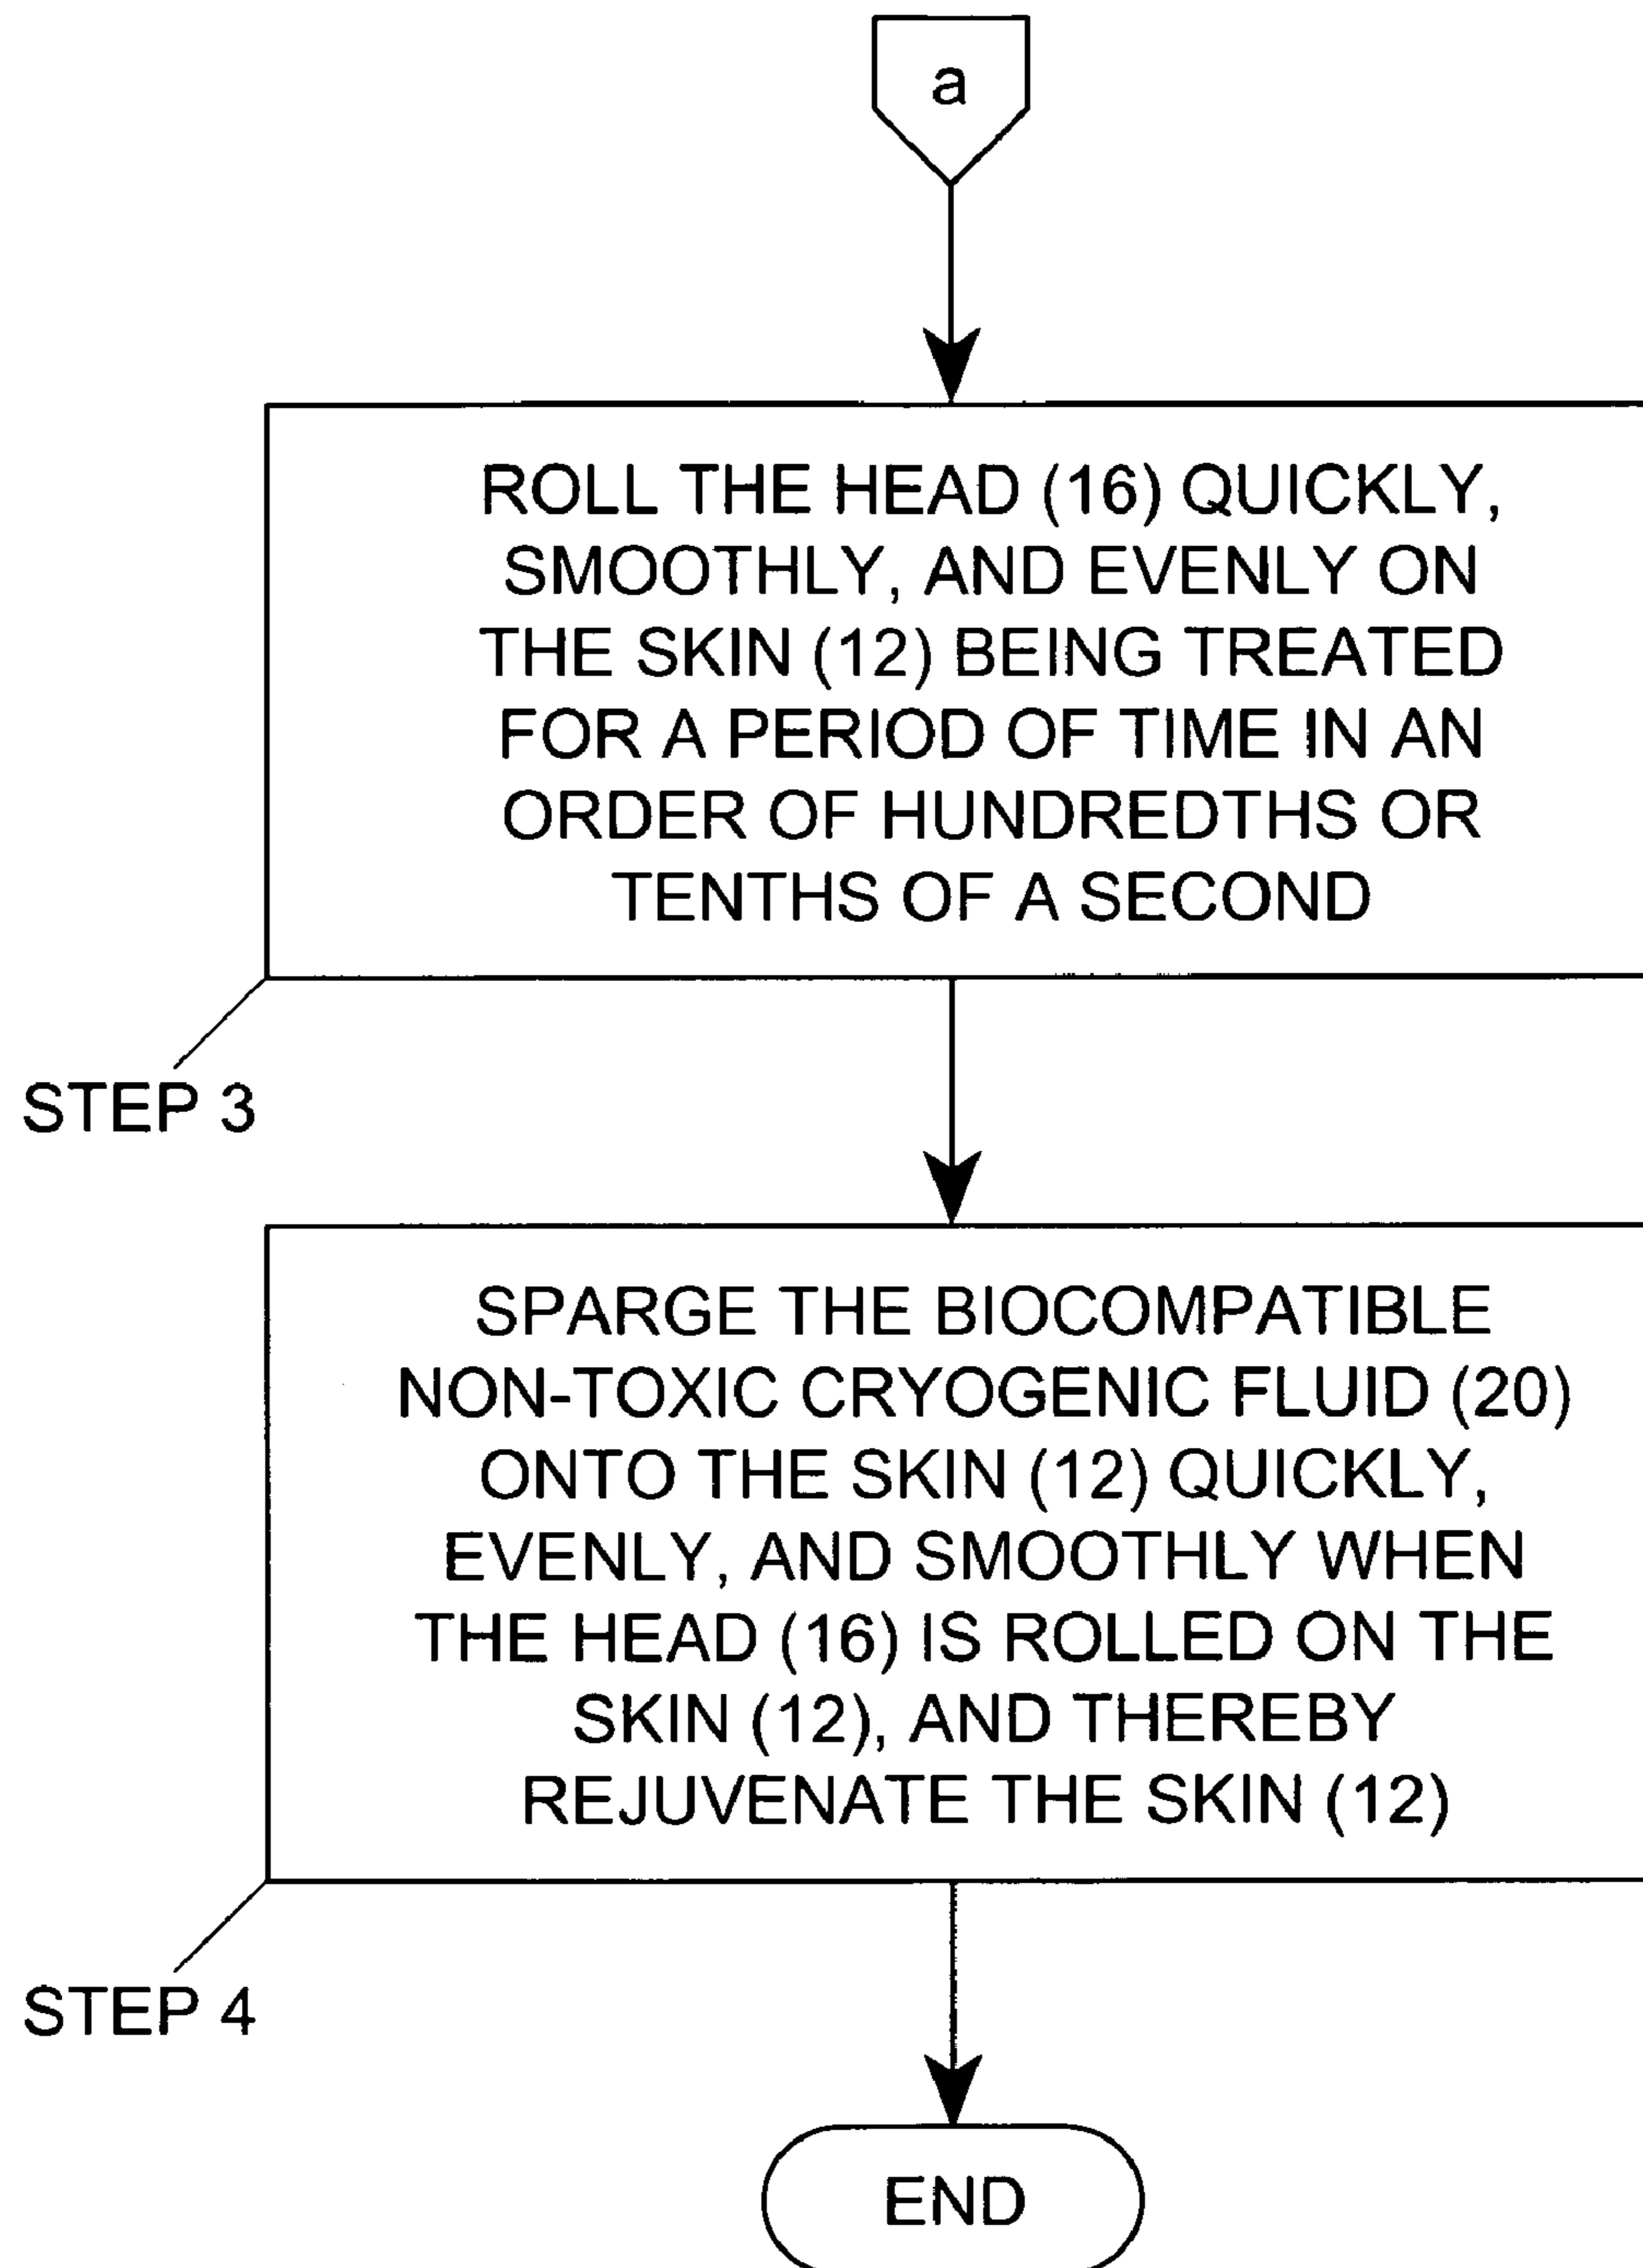 a
ROLL THE HEAD (16) QUICKLY,
SMOOTHLY, AND EVENLY ON
THE SKIN (12) BEING TREATED
FOR A PERIOD OF TIME IN AN
ORDER OF HUNDREDTHS OR
TENTHS OF A SECOND
STEP 3
SPARGE THE BIOCOMPATIBLE
NON-TOXIC CRYOGENIC FLUID (20)
ONTO THE SKIN (12) QUICKLY,
EVENLY, AND SMOOTHLY WHEN
THE HEAD (16) IS ROLLED ON THE
SKIN (12), AND THEREBY
REJUVENATE THE SKIN (12)
STEP 4
END